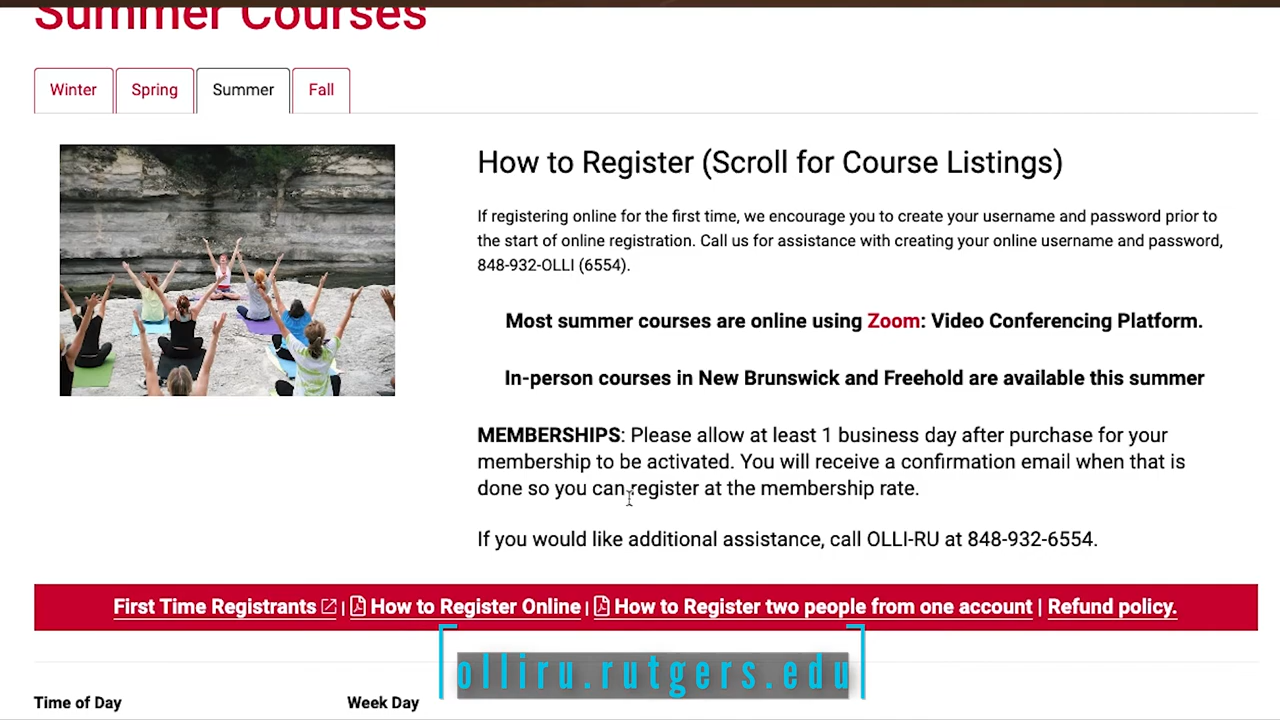 Summer Courses
Winter
Spring
Summer
Fall
How to Register (Scroll for Course Listings)
If registering online for the first time, we encourage you to create your username and password prior to
the start of online registration. Call us for assistance with creating your online username and password,
848-932-OLLI (6554).
Most summer courses are online using Zoom: Video Conferencing Platform.
In-person courses in New Brunswick and Freehold are available this summer
MEMBERSHIPS: Please allow at least 1 business day after purchase for your
membership to be activated. You will receive a confirmation email when that is
done so you can register at the membership rate.
If you would like additional assistance, call OLLI-RU at 848-932-6554.
First Time Registrants | How to Register Online | How to Register two people from one account | Refund policy.
olliru.rutgers.edu
Time of Day
Week Day